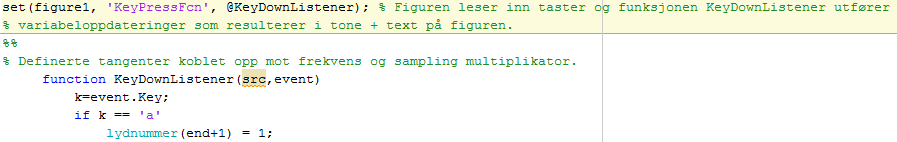 set(figure1, 'KeyPressFcn', @KeyDownListener); % Figuren leser inn taster og funksjonen KeyDownListener utfører
% variabeloppdateringer som resulterer i tone + text på figuren.
%%
% Definerte tangenter koblet opp mot frekvens og sampling multiplikator.
function KeyDownListener(src,event)
k=event.Key;
if k == 'a'
lydnummer(end+1) = 1;